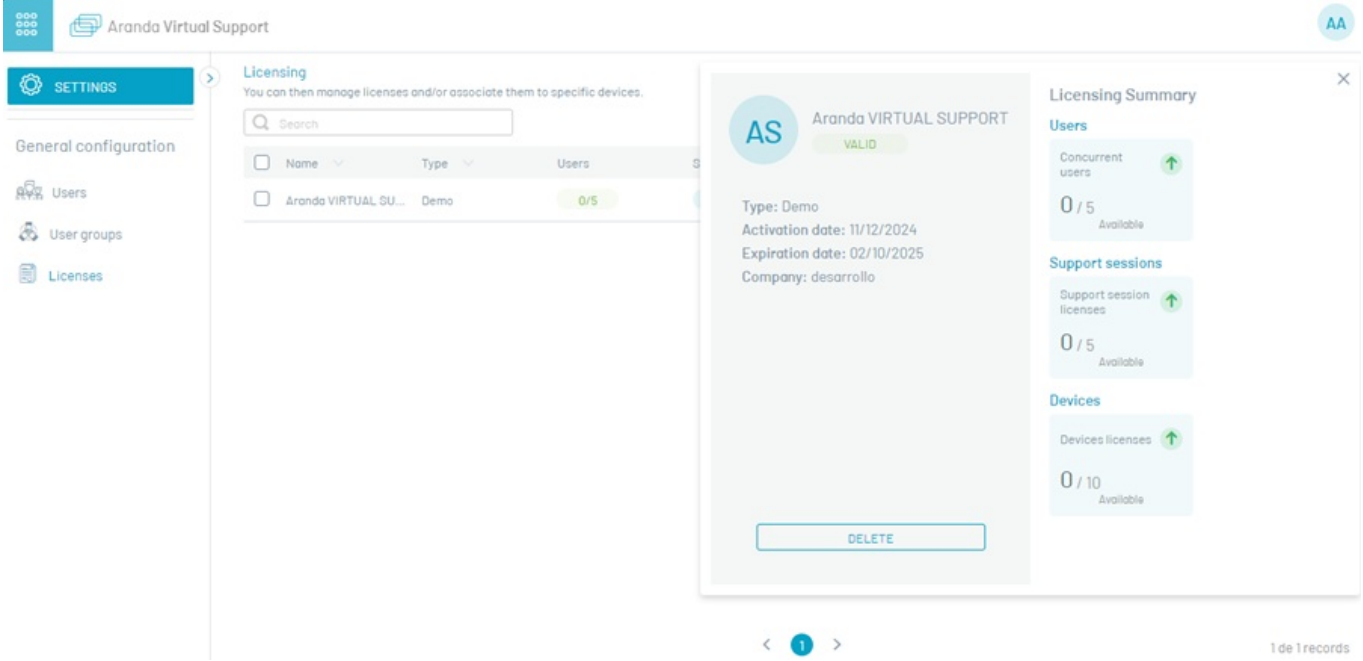 Aranda Virtual Support
AA
SETTINGS
General configuration
Users
User groups
Licenses
Licensing
You can then manage licenses and/or associate them to specific devices.
Search
Name Type Users S
Aranda VIRTUAL SU... Demo 0/5
AS
Aranda VIRTUAL SUPPORT
VALID
Type: Demo
Activation date: 11/12/2024
Expiration date: 02/10/2025
Company: desarrollo
DELETE
Licensing Summary
Users
Concurrent
users
0 / 5
Available
Support sessions
Support session
licenses
0 / 5
Available
Devices
Devices licenses
0 / 10
Available
1
1 de 1 records